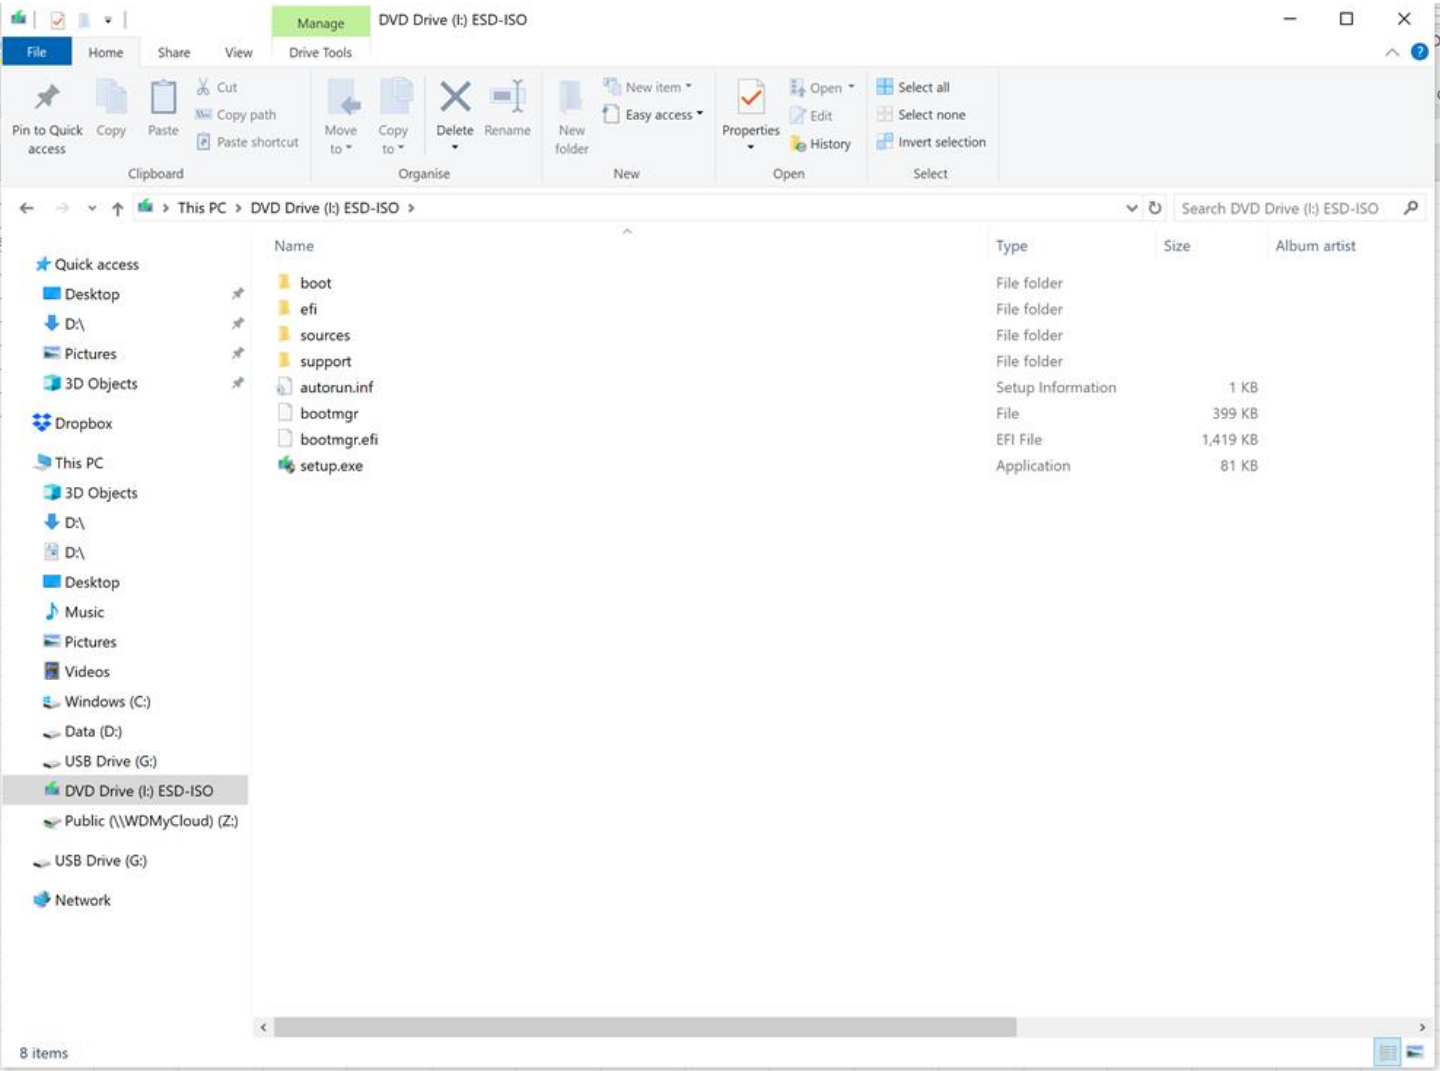 Manage
DVD Drive (I:) ESD-ISO
File
Home
Share
View
Drive Tools
Pin to Quick access
Copy
Paste
Cut
Copy path
Paste shortcut
Clipboard
Move to
Copy to
Delete
Rename
Organise
New folder
New item
Easy access
New
Properties
Open
Edit
History
Open
Select all
Select none
Invert selection
Select
This PC > DVD Drive (I:) ESD-ISO >
Search DVD Drive (I:) ESD-ISO
Name Type Size Album artist
boot File folder
efi File folder
sources File folder
support File folder
autorun.inf Setup Information 1 KB
bootmgr File 399 KB
bootmgr.efi EFI File 1,419 KB
setup.exe Application 81 KB
Quick access
Desktop
D:\
Pictures
3D Objects
Dropbox
This PC
3D Objects
D:\
D:\
Desktop
Music
Pictures
Videos
Windows (C:)
Data (D:)
USB Drive (G:)
DVD Drive (I:) ESD-ISO
Public (\\WDMyCloud) (Z:)
USB Drive (G:)
Network
8 items